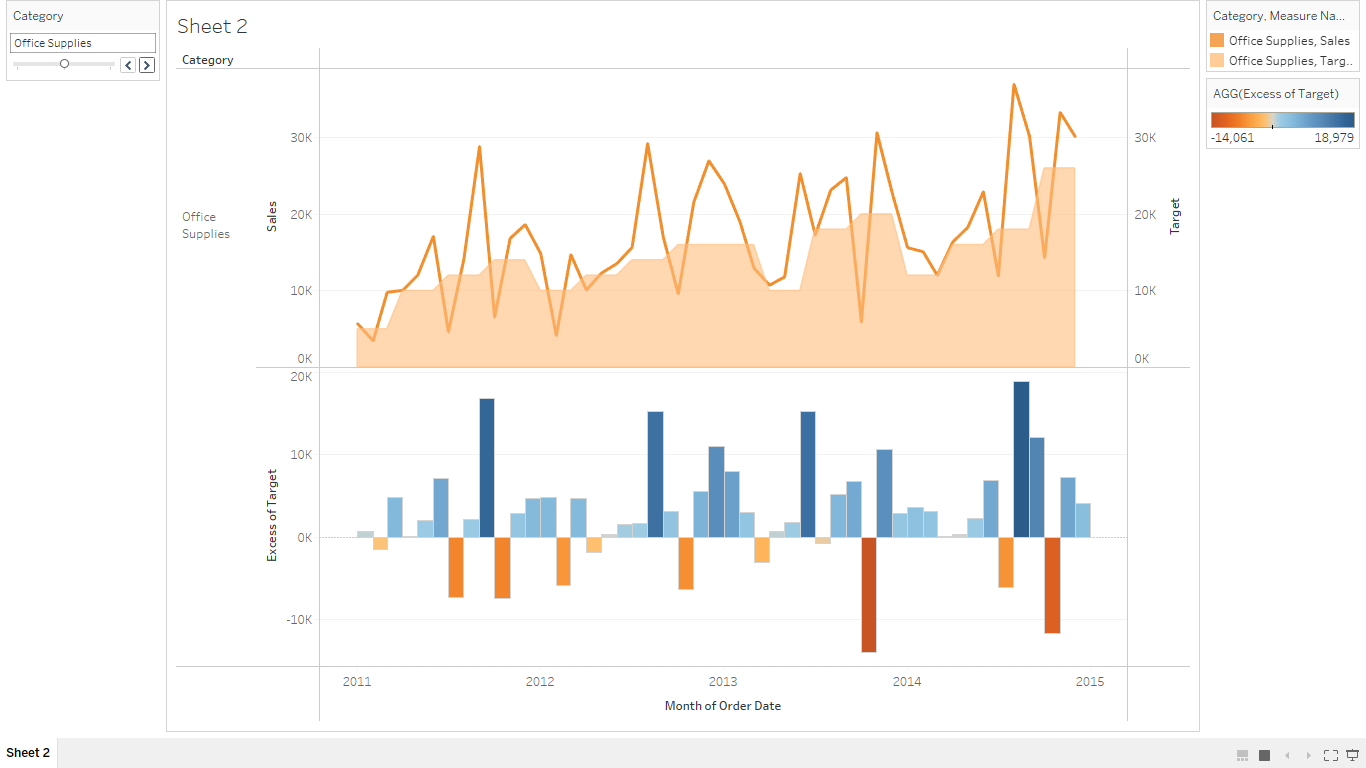 Category
Office Supplies
Sheet 2
Category
Office
Supplies
Sales
30K
20K
10K
0K
30K
20K
10K
0K
Target
Excess of Target
20K
10K
0K
-10K
2011
2012
2013
2014
2015
Month of Order Date
Category, Measure Na...
Office Supplies, Sales
Office Supplies, Targ..
AGG(Excess of Target)
-14,061
18,979
Sheet 2